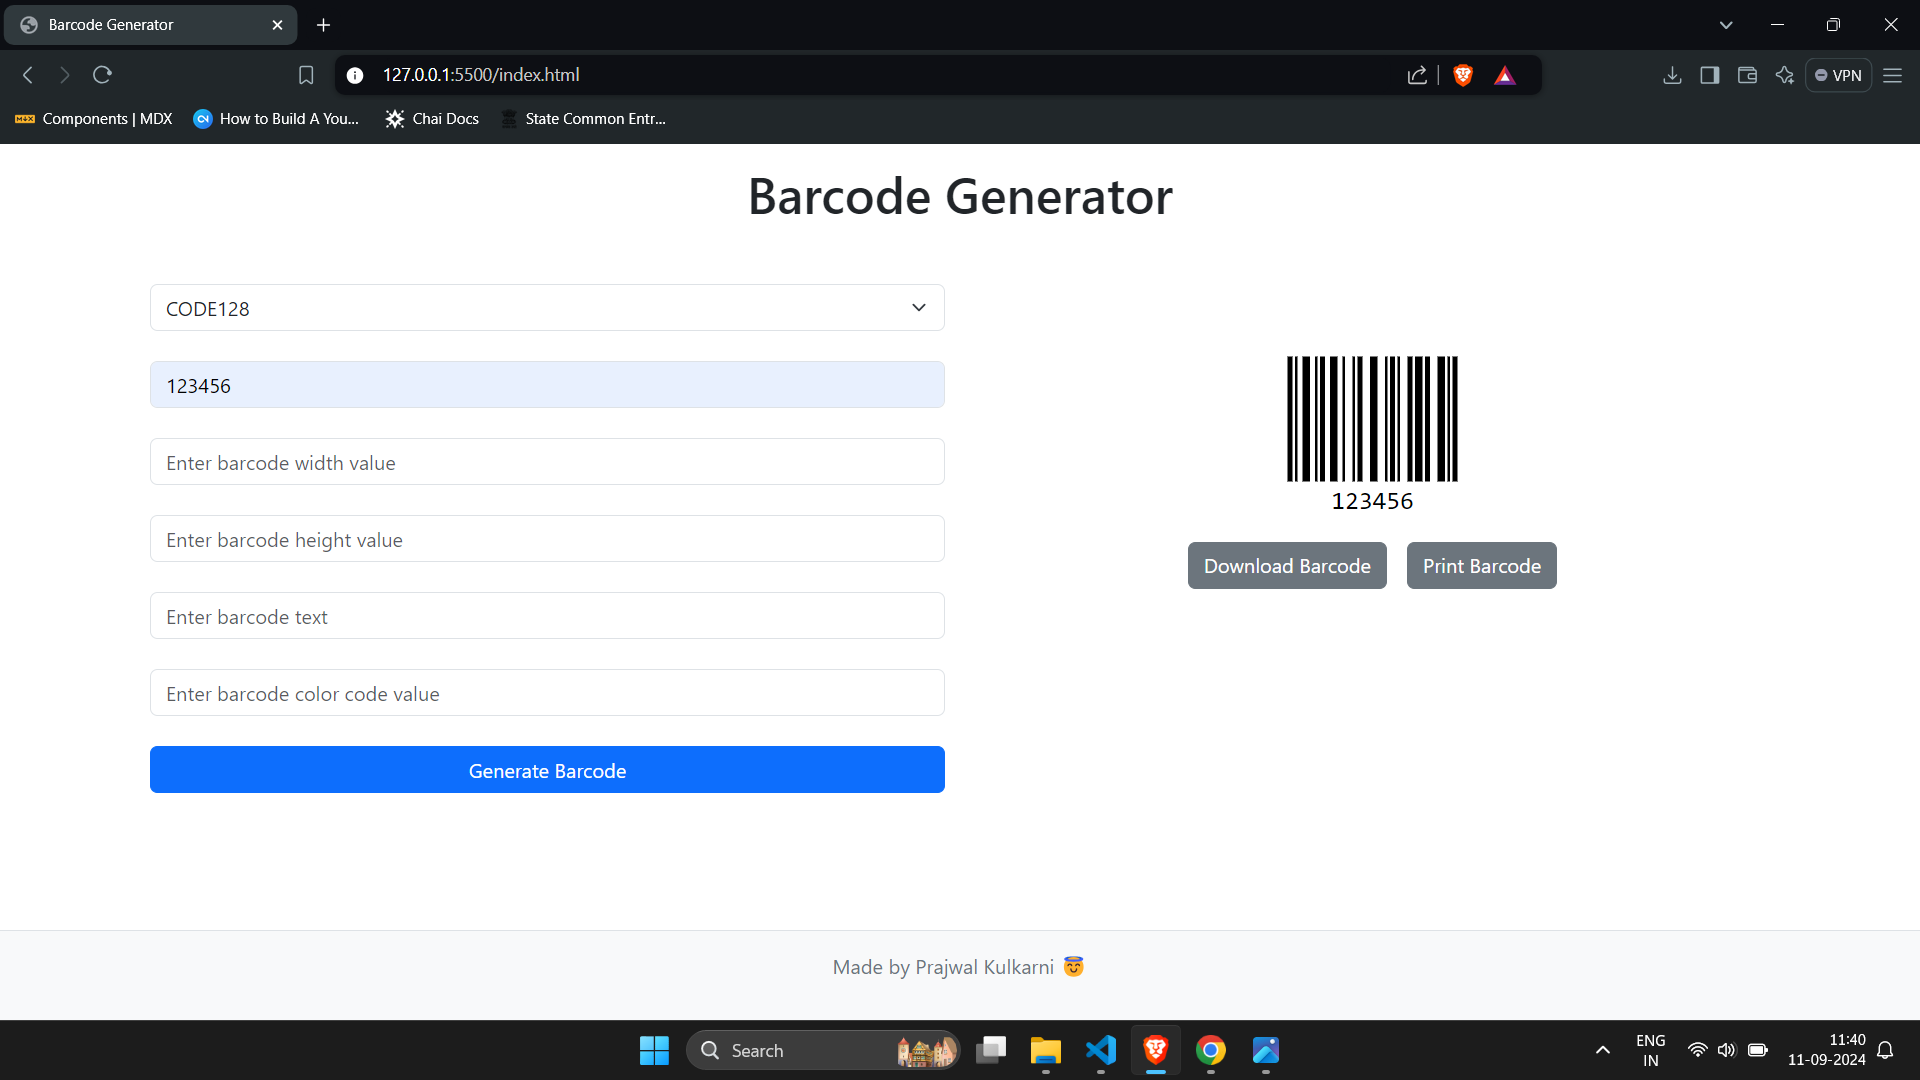 Barcode Generator
127.0.0.1:5500/index.html
VPN
Components | MDX
How to Build A You...
Chai Docs
State Common Entr...
Barcode Generator
CODE128
123456
Enter barcode width value
Enter barcode height value
Enter barcode text
Enter barcode color code value
Generate Barcode
123456
Download Barcode
Print Barcode
Made by Prajwal Kulkarni 😇
Search
ENG
IN
11:40
11-09-2024